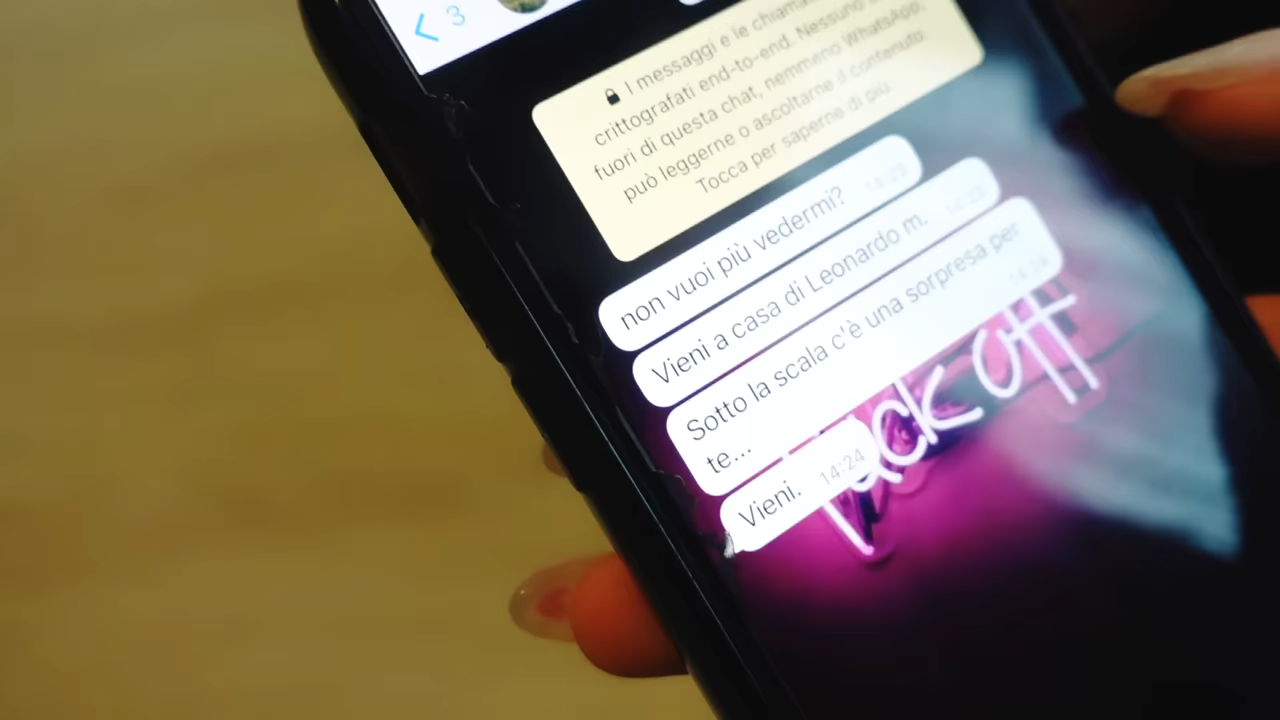 3
I messaggi e le
crittografati end-to-end. Nessuno
fuori di questa chat, nemmeno WhatsApp,
può leggerne o ascoltarne il contenuto.
Tocca per saperne di più.
non vuoi più vedermi? 14:23
Vieni a casa di Leonardo m. 14:23
Sotto la scala c'è una sorpresa per
te... 14:24
Vieni. 14:24
uck off